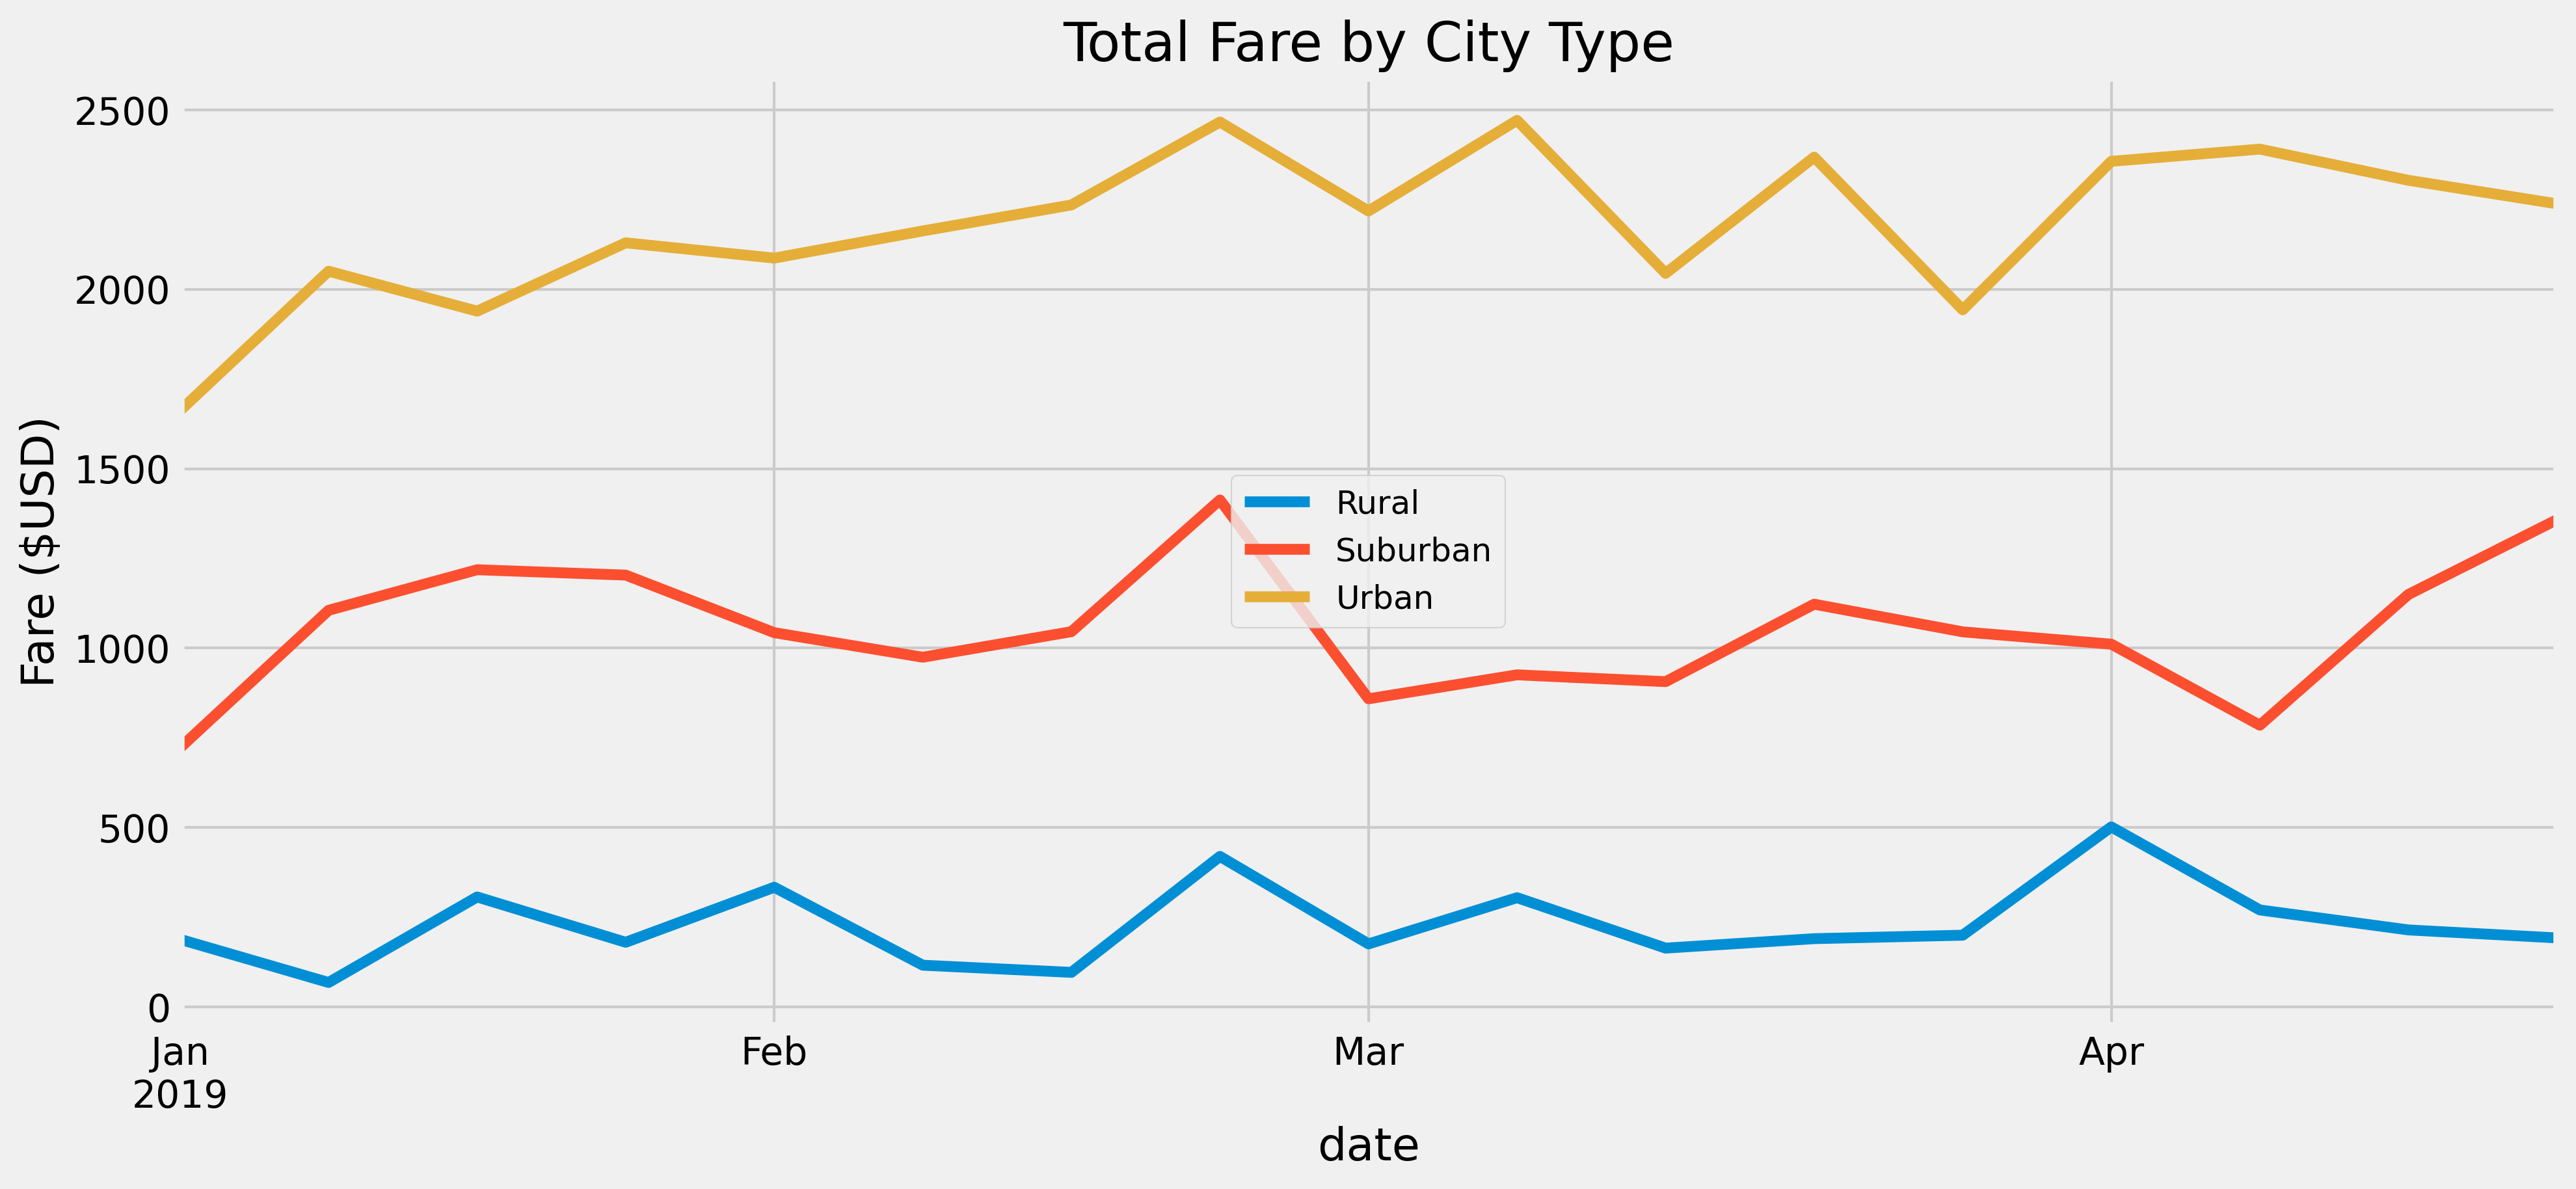 Total Fare by City Type
Fare ($USD)
2500
2000
1500
1000
500
0
Rural
Suburban
Urban
Jan Feb Mar Apr
2019
date